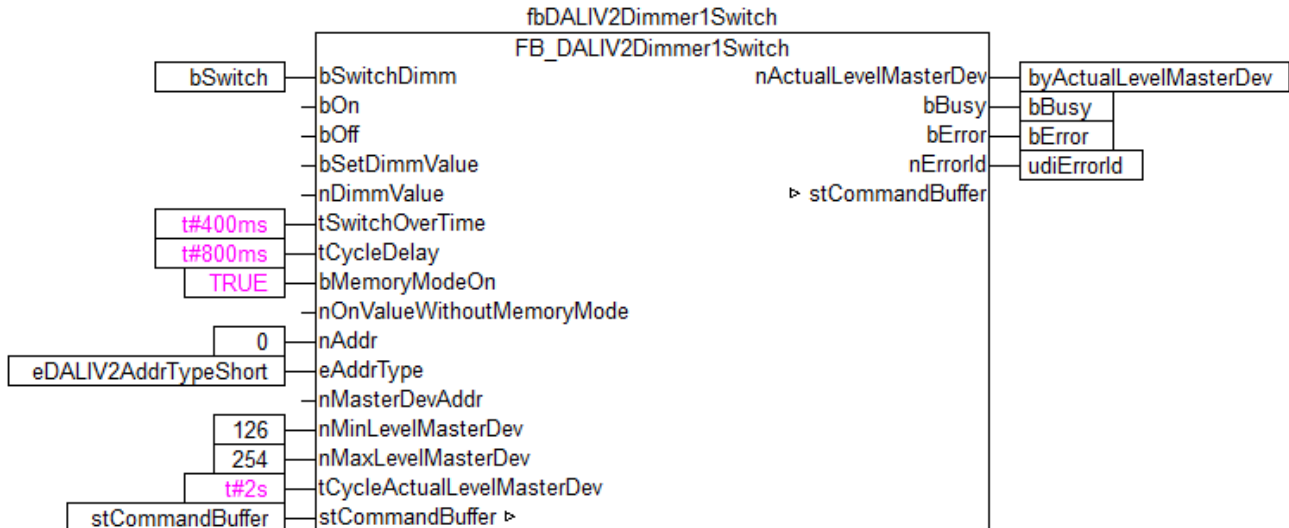 fbDALIV2Dimmer1Switch
FB_DALIV2Dimmer1Switch
bSwitch bSwitchDimm nActualLevelMasterDev byActualLevelMasterDev
bOn bBusy bBusy
bOff bError bError
bSetDimmValue nErrorId udiErrorId
nDimmValue ▹ stCommandBuffer
t#400ms tSwitchOverTime
t#800ms tCycleDelay
TRUE bMemoryModeOn
nOnValueWithoutMemoryMode
0 nAddr
eDALIV2AddrTypeShort eAddrType
nMasterDevAddr
126 nMinLevelMasterDev
254 nMaxLevelMasterDev
t#2s tCycleActualLevelMasterDev
stCommandBuffer stCommandBuffer ▹